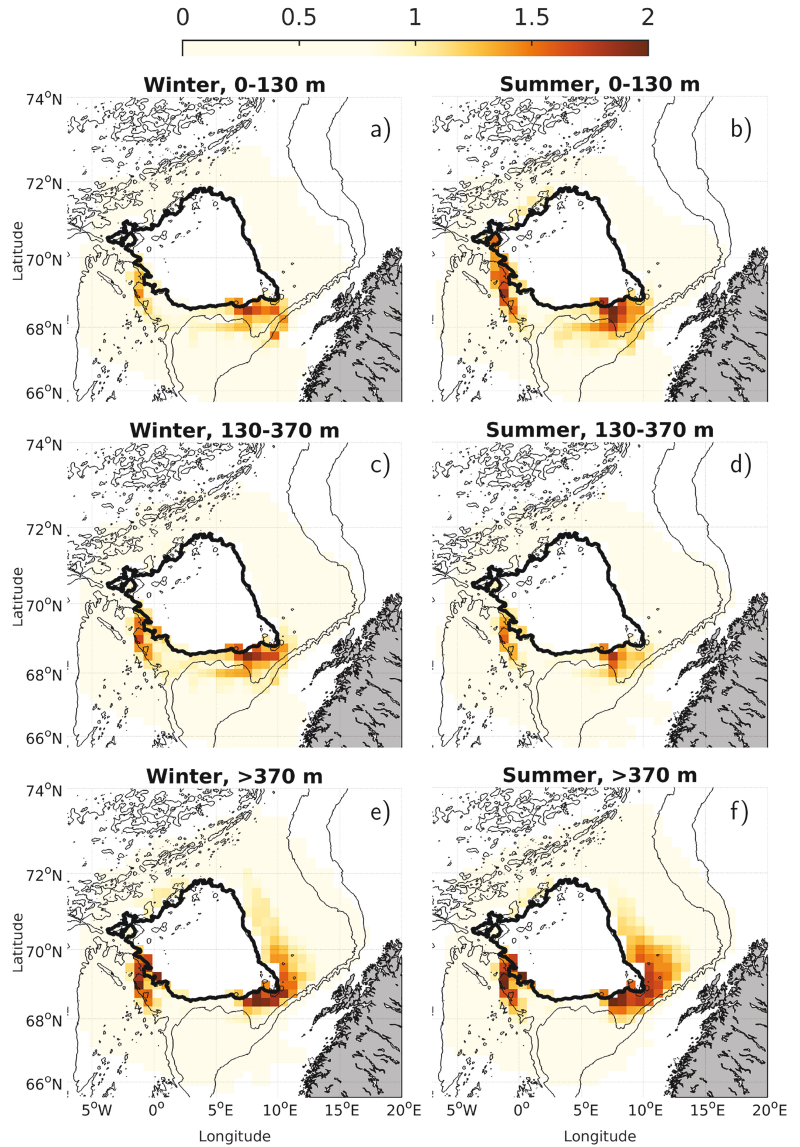 0 0.5 1 1.5 2
Winter, 0-130 m Summer, 0-130 m
74°N
72°N
70°N
68°N
66°N
Latitude
a)
b)
Winter, 130-370 m Summer, 130-370 m
74°N
72°N
70°N
68°N
66°N
Latitude
c)
d)
Winter, >370 m Summer, >370 m
74°N
72°N
70°N
68°N
66°N
Latitude
e)
f)
5°W 0° 5°E 10°E 15°E 20°E 5°W 0° 5°E 10°E 15°E 20°E
Longitude Longitude